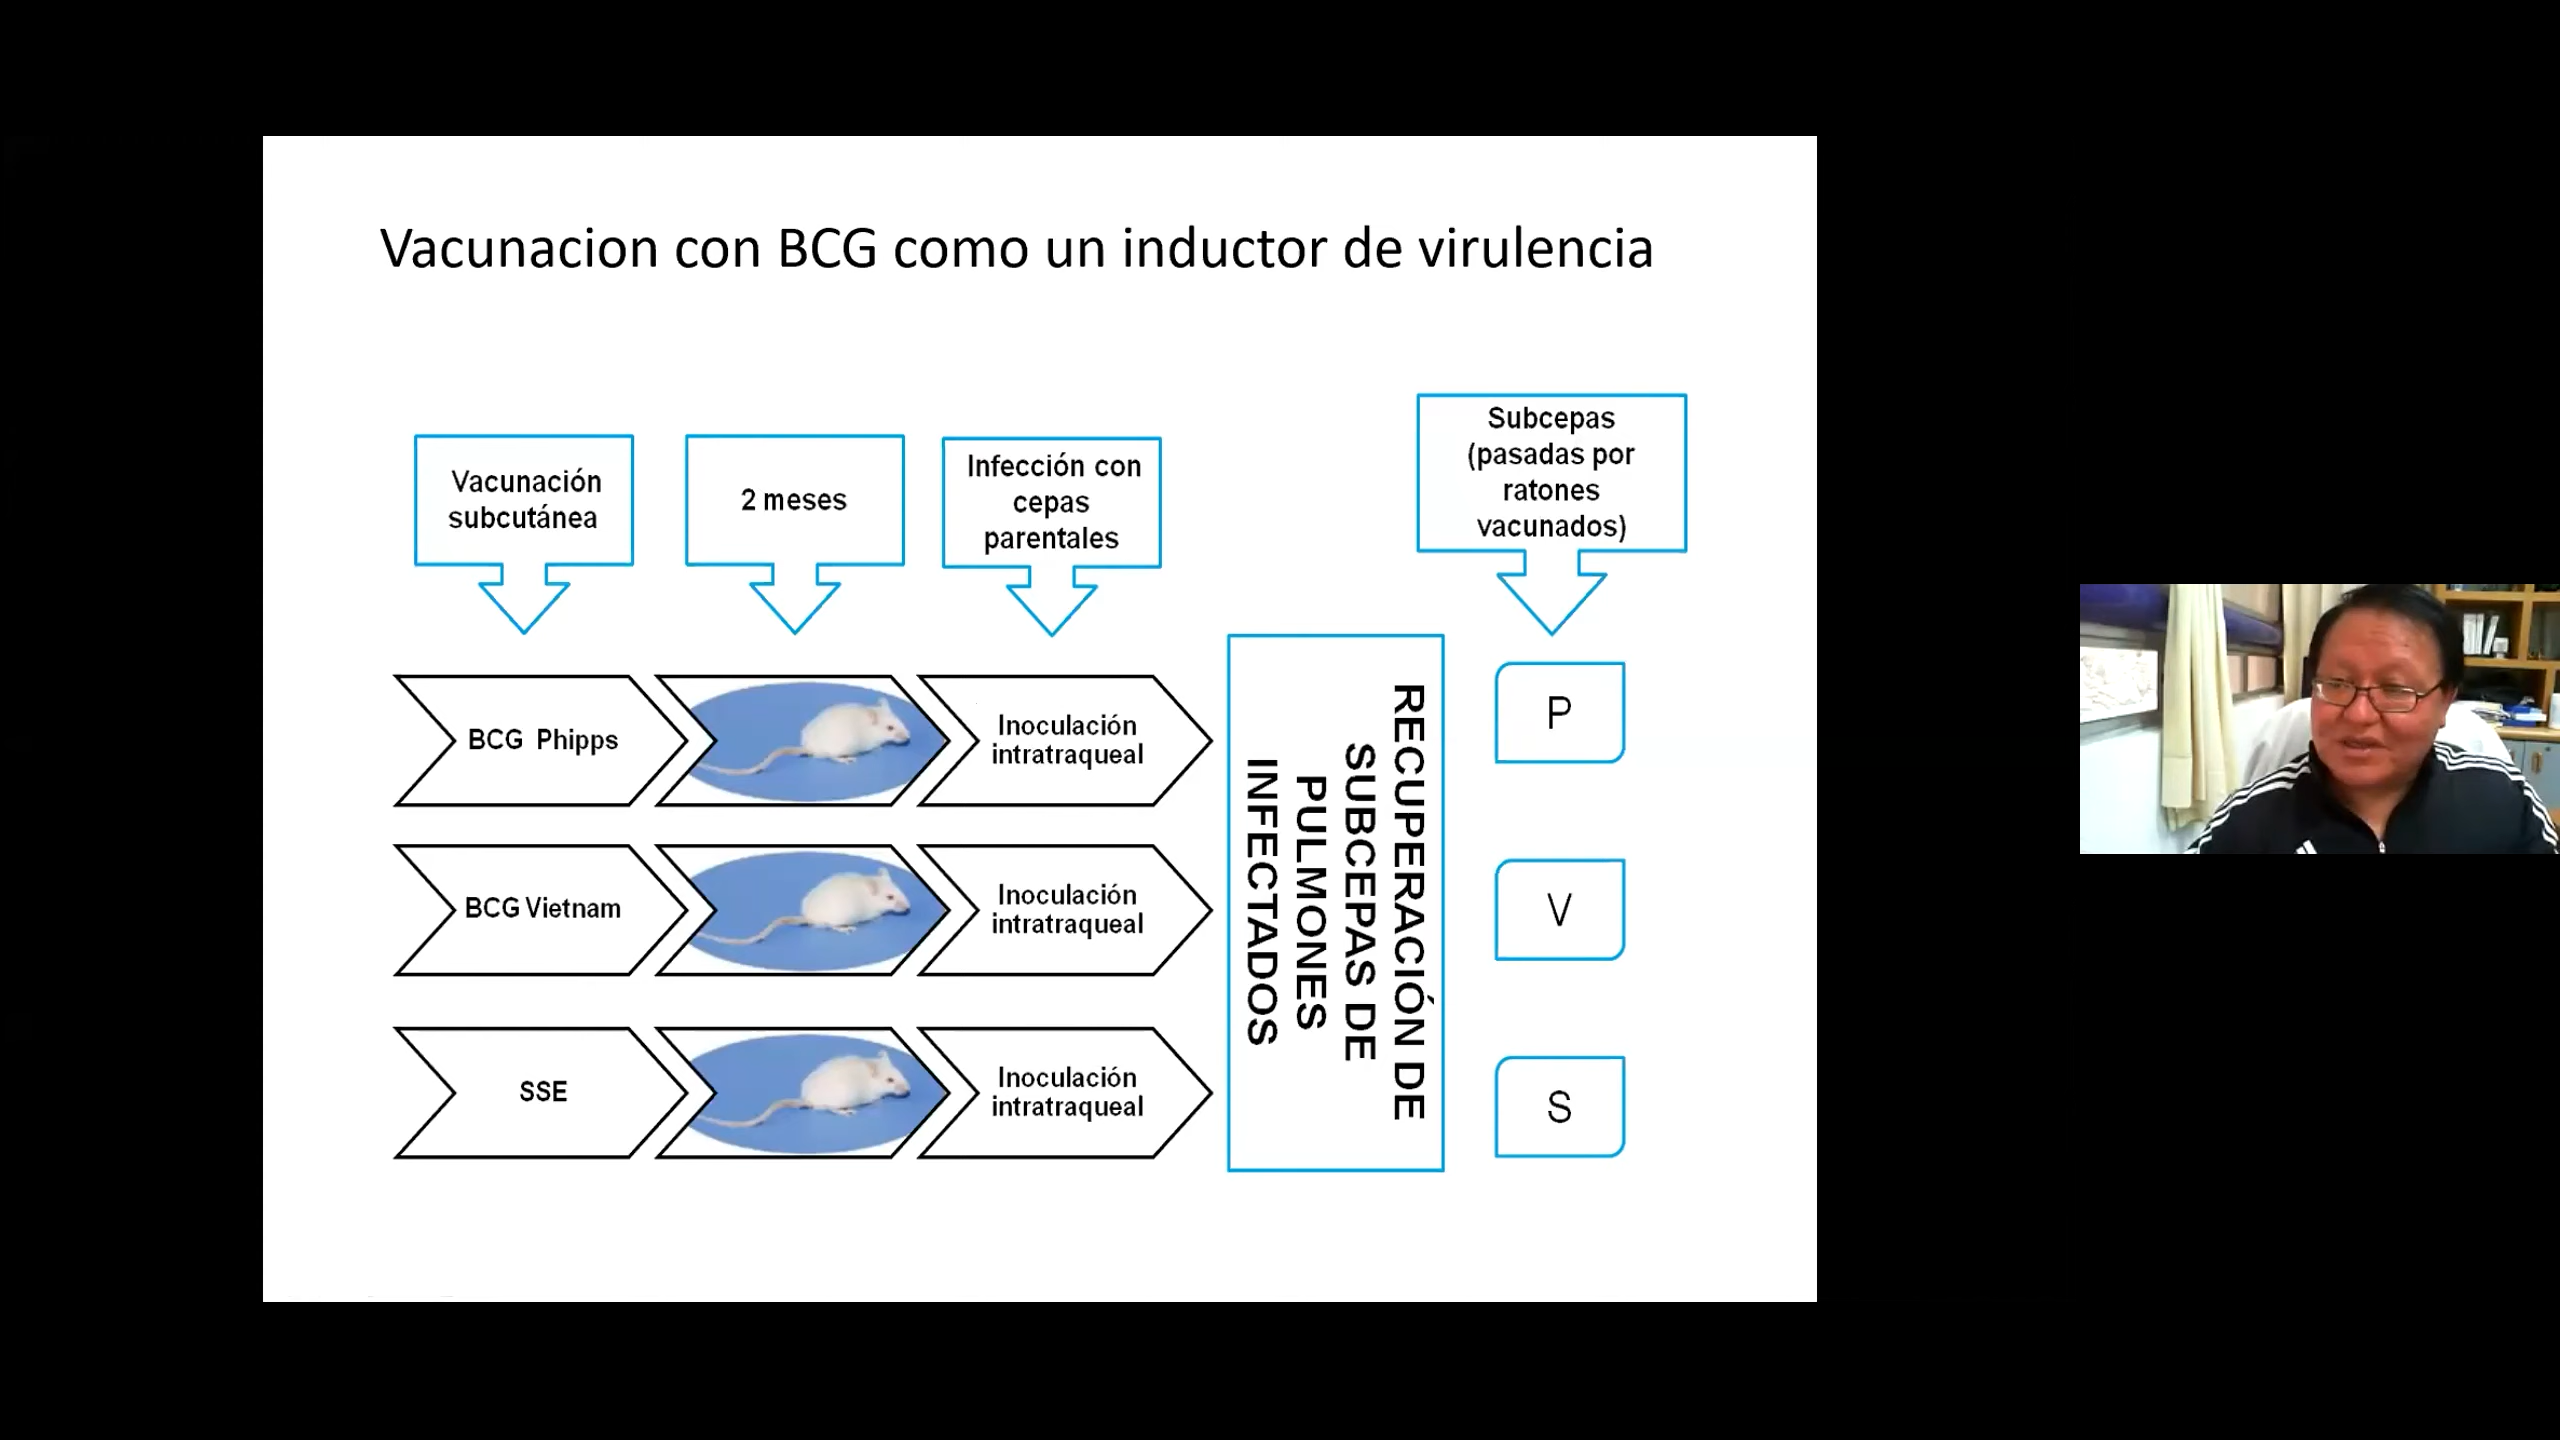 Vacunacion con BCG como un inductor de virulencia
Vacunación
subcutánea
2 meses
Infección con
cepas
parentales
Subcepas
(pasadas por
ratones
vacunados)
BCG Phipps
Inoculación
intratraqueal
BCG Vietnam
Inoculación
intratraqueal
SSE
Inoculación
intratraqueal
RECUPERACIÓN DE
SUBCEPAS DE
PULMONES
INFECTADOS
P
V
S